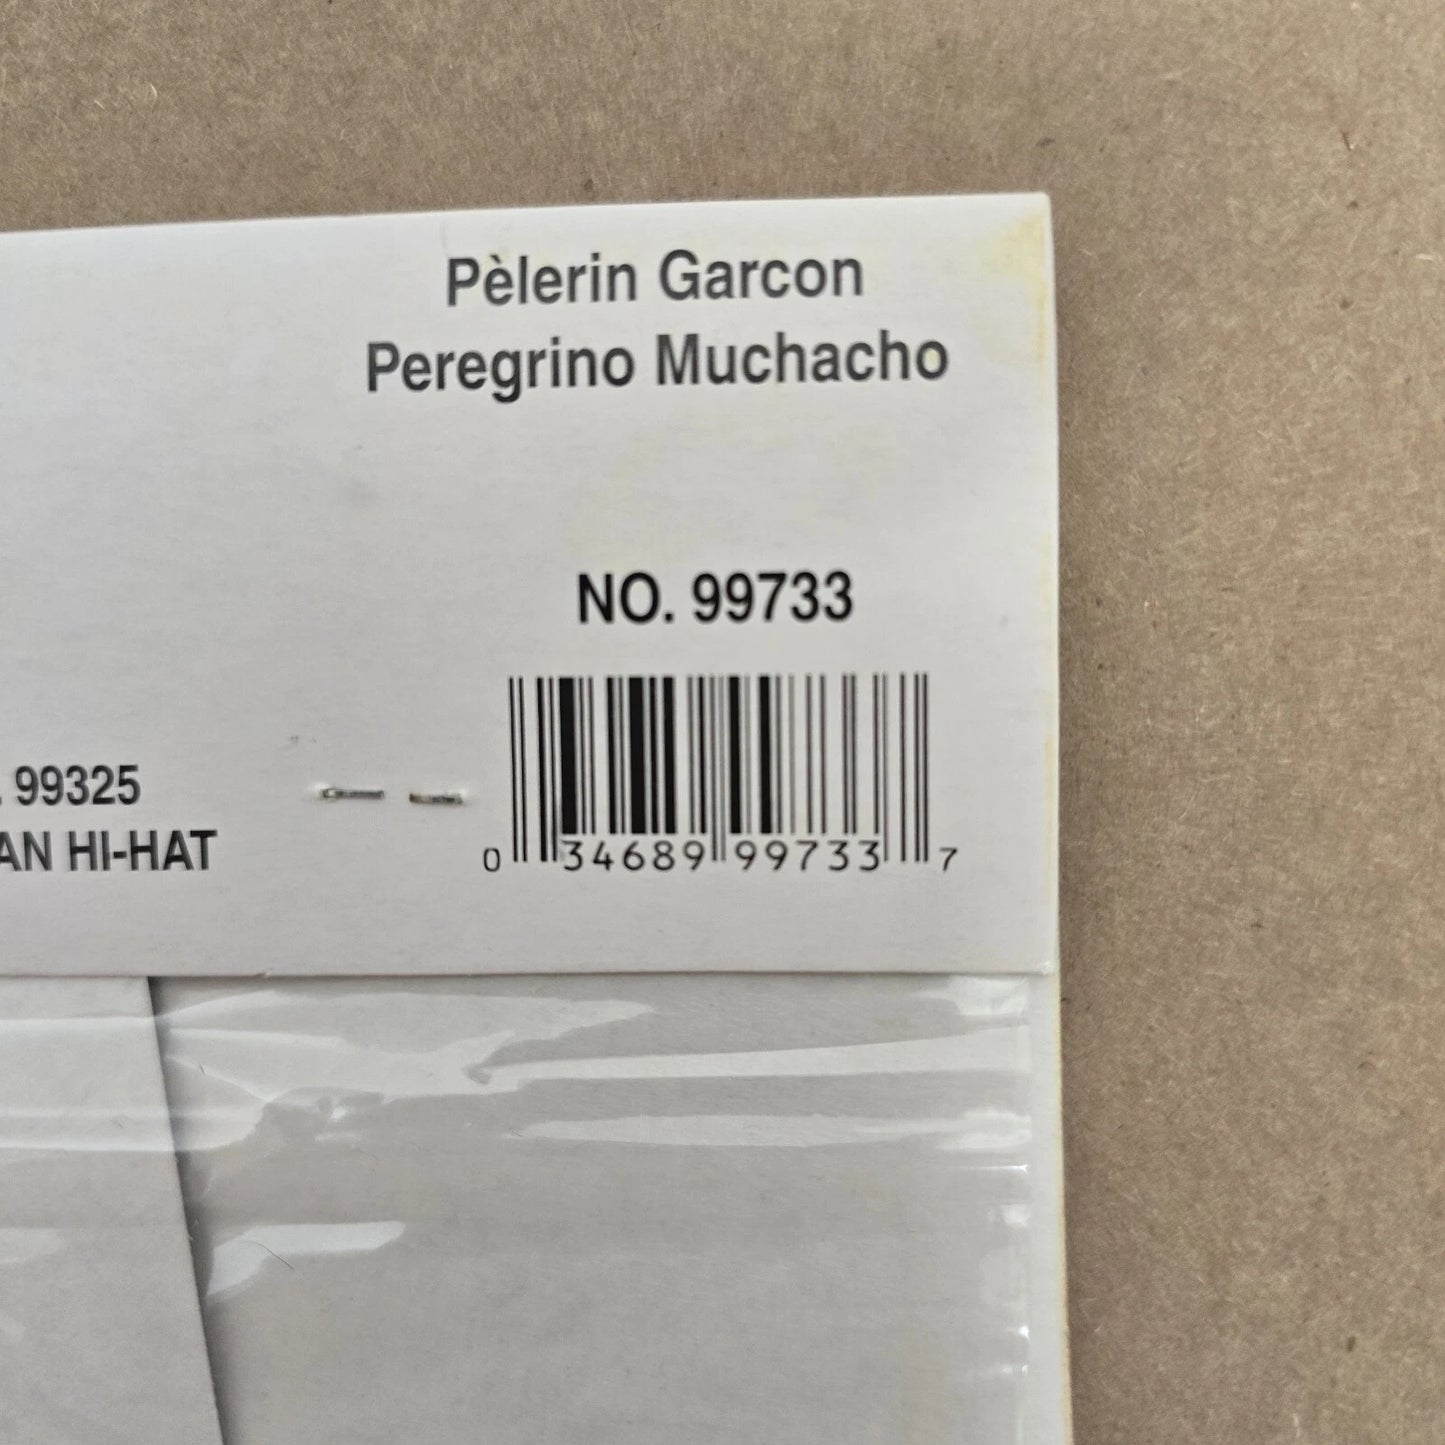 Pèlerin Garcon
Peregrino Muchacho
NO. 99733
. 99325
AN HI-HAT
0 34689 99733 7